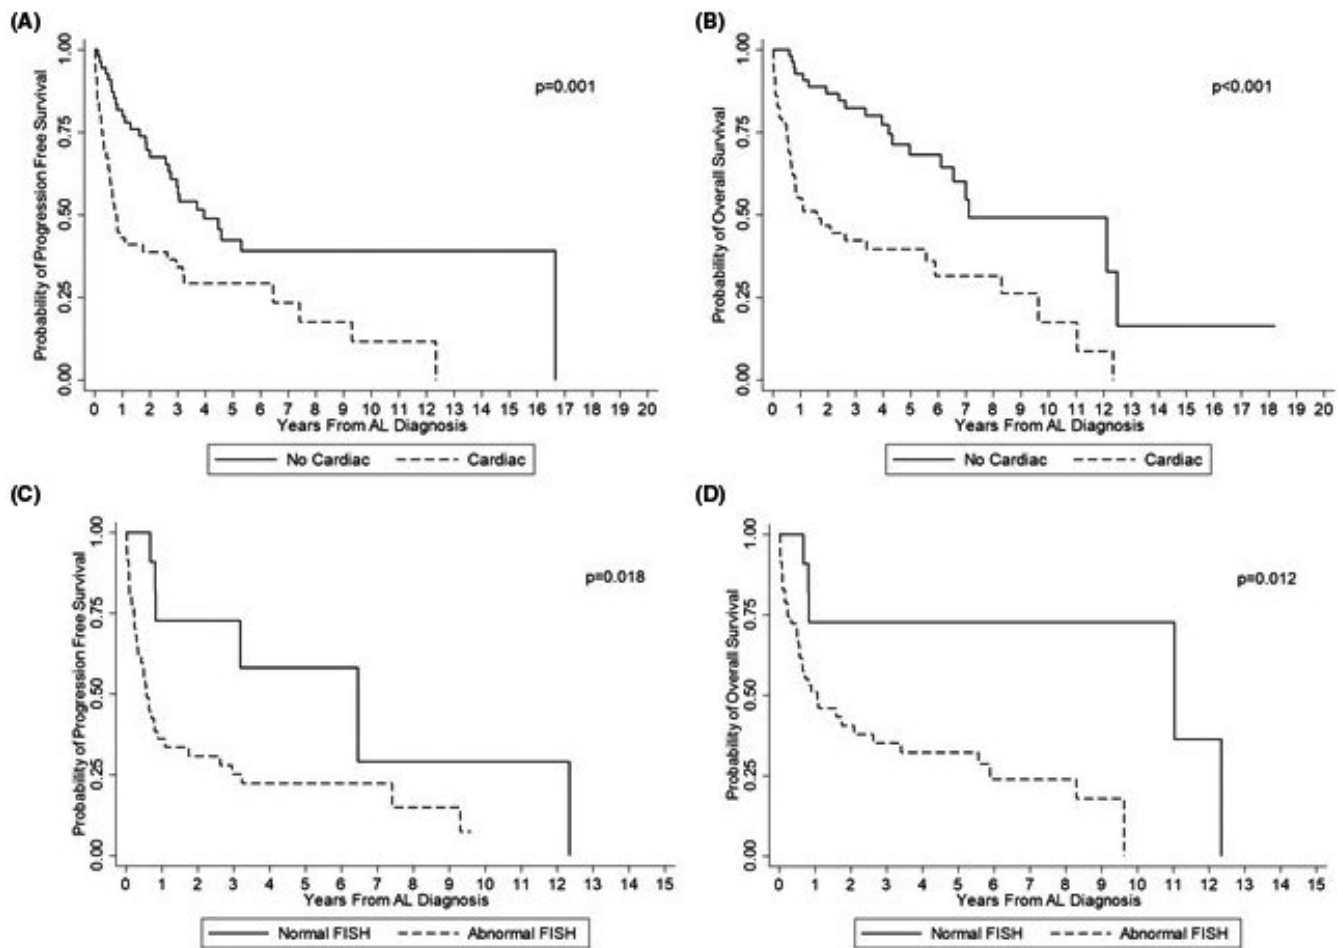 (A)
Probability of Progression Free Survival
1.00
0.75
0.50
0.25
0.00
p=0.001
0 1 2 3 4 5 6 7 8 9 10 11 12 13 14 15 16 17 18 19 20
Years From AL Diagnosis
No Cardiac Cardiac
(B)
Probability of Overall Survival
1.00
0.75
0.50
0.25
0.00
p<0.001
0 1 2 3 4 5 6 7 8 9 10 11 12 13 14 15 16 17 18 19 20
Years From AL Diagnosis
No Cardiac Cardiac
(C)
Probability of Progression Free Survival
1.00
0.75
0.50
0.25
0.00
p=0.018
0 1 2 3 4 5 6 7 8 9 10 11 12 13 14 15
Years From AL Diagnosis
Normal FISH Abnormal FISH
(D)
Probability of Overall Survival
1.00
0.75
0.50
0.25
0.00
p=0.012
0 1 2 3 4 5 6 7 8 9 10 11 12 13 14 15
Years From AL Diagnosis
Normal FISH Abnormal FISH